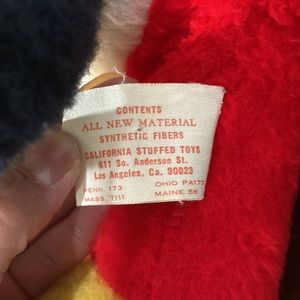 CONTENTS
ALL NEW MATERIAL
SYNTHETIC FIBERS
CALIFORNIA STUFFED TOYS
611 So. Anderson St.
Los Angeles, Ca. 90023
PENN. 173 OHIO PA173
MASS T111 MAINE 56